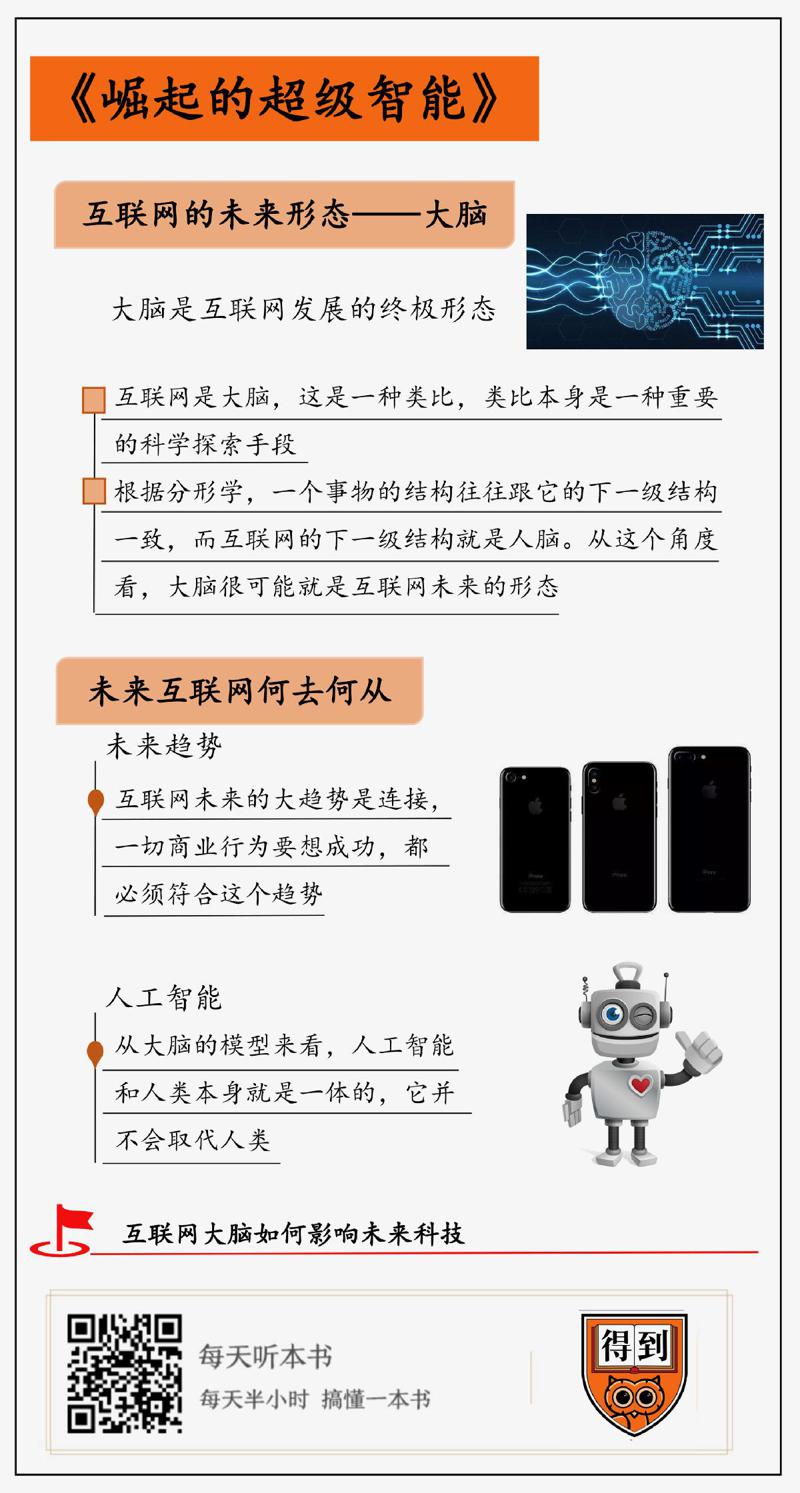 《崛起的超级智能》
互联网的未来形态——大脑
大脑是互联网发展的终极形态
互联网是大脑，这是一种类比，类比本身是一种重要
的科学探索手段
根据分形学，一个事物的结构往往跟它的下一级结构
一致，而互联网的下一级结构就是人脑。从这个角度
看，大脑很可能就是互联网未来的形态
未来互联网何去何从
未来趋势
互联网未来的大趋势是连接，
一切商业行为要想成功，都
必须符合这个趋势
iPhone
iPhone
iPhone
人工智能
从大脑的模型来看，人工智能
和人类本身就是一体的，它并
不会取代人类
互联网大脑如何影响未来科技
每天听本书
每天半小时 搞懂一本书
得到